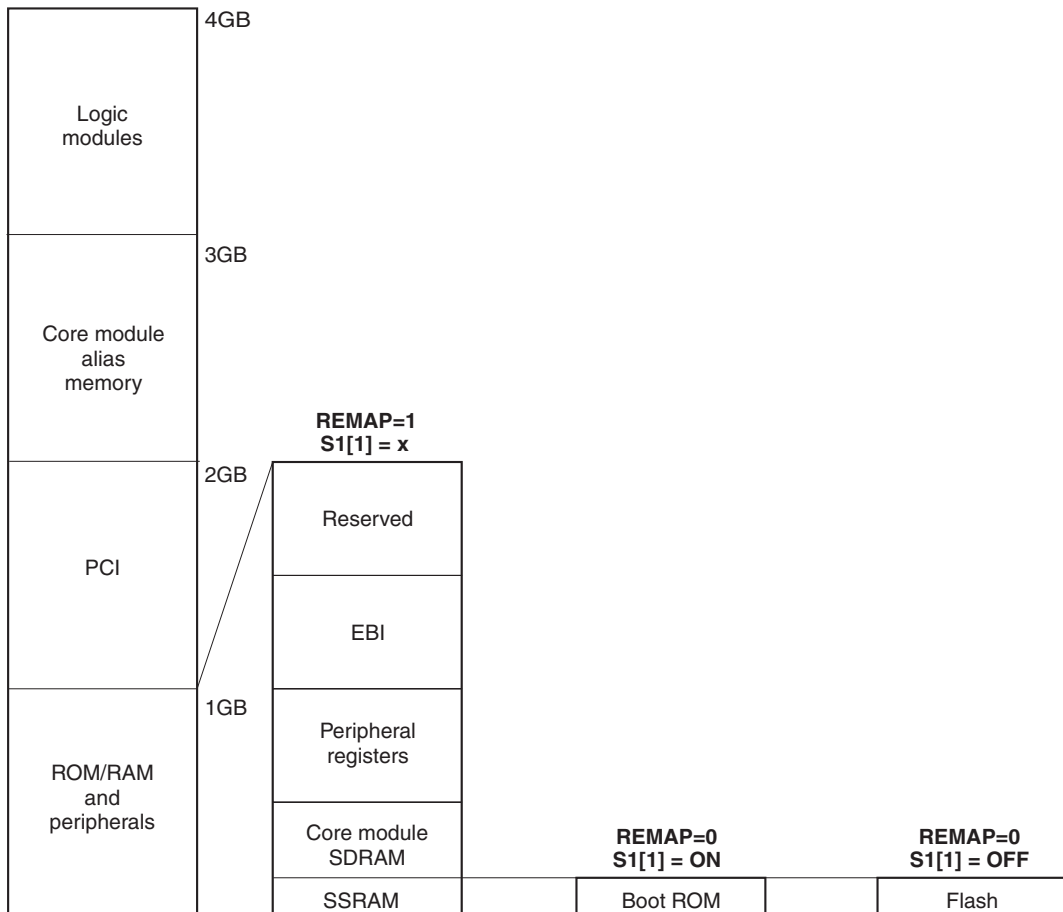 4GB
Logic
modules
3GB
Core module
alias
memory
2GB
PCI
1GB
ROM/RAM
and
peripherals
REMAP=1
S1[1] = x
Reserved
EBI
Peripheral
registers
Core module
SDRAM
SSRAM
REMAP=0
S1[1] = ON
Boot ROM
REMAP=0
S1[1] = OFF
Flash